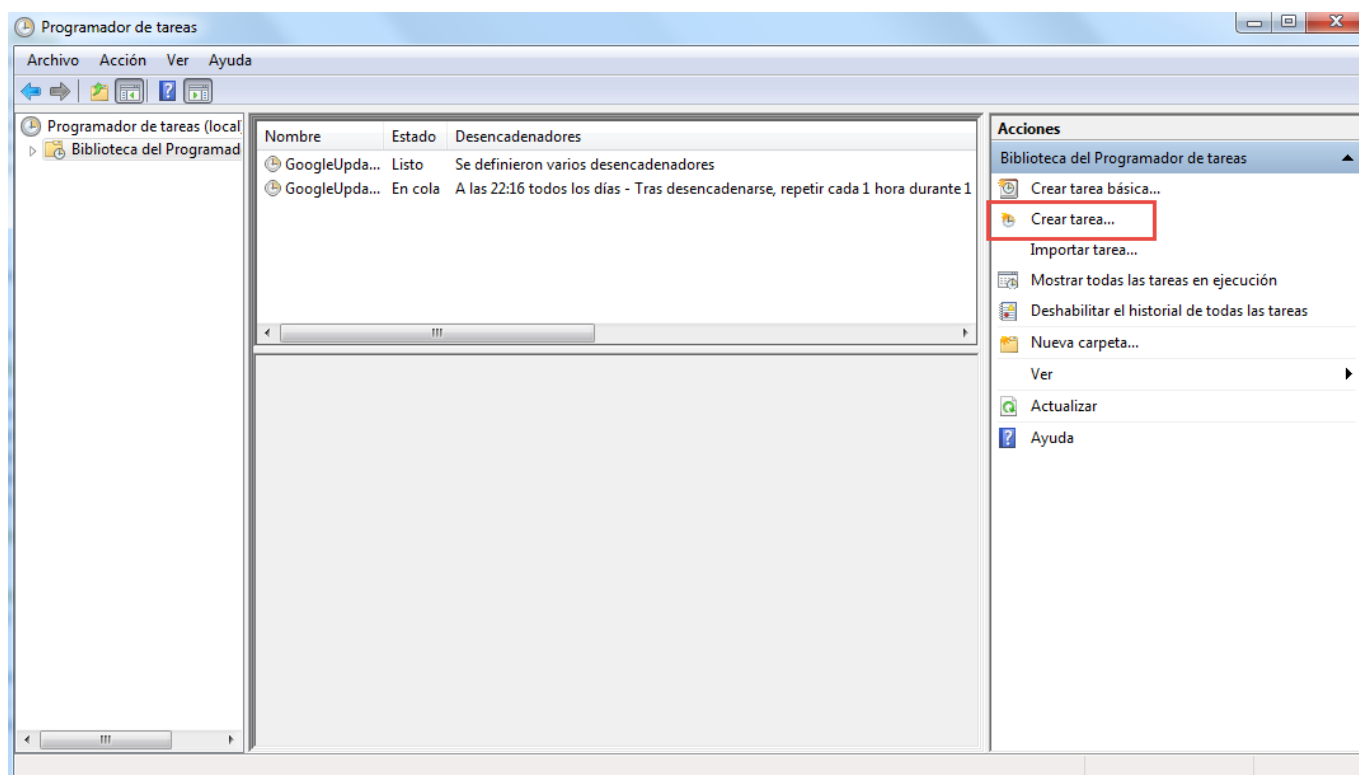 Programador de tareas
Archivo Acción Ver Ayuda
Programador de tareas (local
Biblioteca del Programad
Nombre Estado Desencadenadores
GoogleUpda... Listo Se definieron varios desencadenadores
GoogleUpda... En cola A las 22:16 todos los días - Tras desencadenarse, repetir cada 1 hora durante 1
Acciones
Biblioteca del Programador de tareas
Crear tarea básica...
Crear tarea...
Importar tarea...
Mostrar todas las tareas en ejecución
Deshabilitar el historial de todas las tareas
Nueva carpeta...
Ver
Actualizar
Ayuda